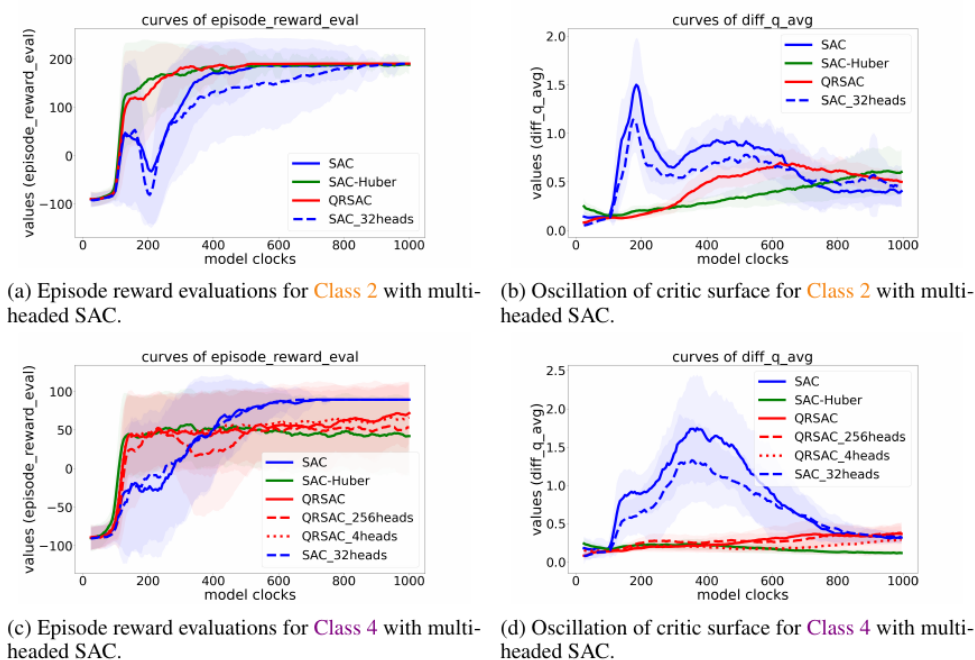 curves of episode_reward_eval
values (episode_reward_eval)
200
100
0
−100
SAC
SAC-Huber
QRSAC
SAC_32heads
0 200 400 600 800 1000
model clocks
(a) Episode reward evaluations for Class 2 with multi-
headed SAC.
curves of diff_q_avg
values (diff_q_avg)
2.0
1.5
1.0
0.5
0.0
SAC
SAC-Huber
QRSAC
SAC_32heads
0 200 400 600 800 1000
model clocks
(b) Oscillation of critic surface for Class 2 with multi-
headed SAC.
curves of episode_reward_eval
values (episode_reward_eval)
100
50
0
−50
−100
SAC
SAC-Huber
QRSAC
QRSAC_256heads
QRSAC_4heads
SAC_32heads
0 200 400 600 800 1000
model clocks
(c) Episode reward evaluations for Class 4 with multi-
headed SAC.
curves of diff_q_avg
values (diff_q_avg)
2.5
2.0
1.5
1.0
0.5
0.0
SAC
SAC-Huber
QRSAC
QRSAC_256heads
QRSAC_4heads
SAC_32heads
0 200 400 600 800 1000
model clocks
(d) Oscillation of critic surface for Class 4 with multi-
headed SAC.